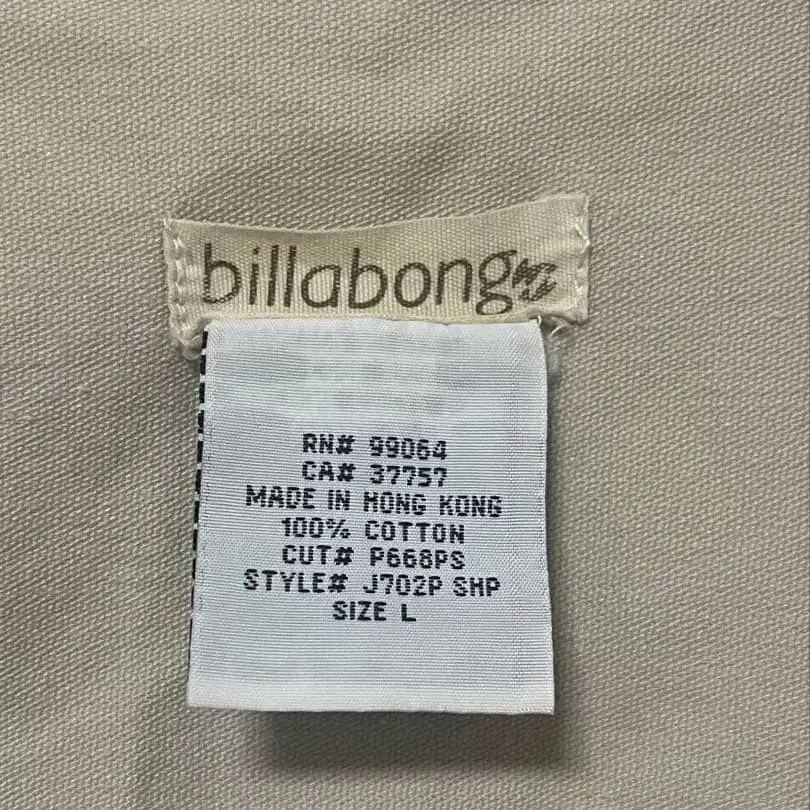 billabong
RN# 99064
CA# 37757
MADE IN HONG KONG
100% COTTON
CUT# P668PS
STYLE# J702P SHP
SIZE L